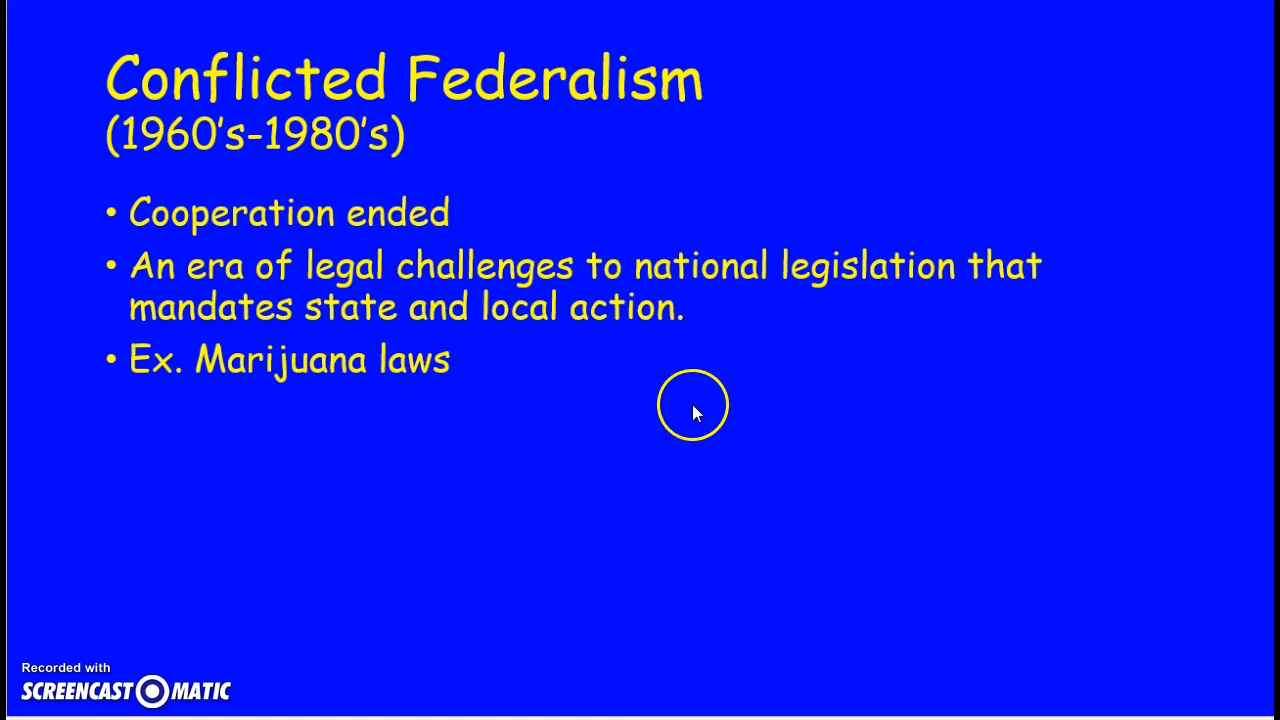 Conflicted Federalism
(1960's-1980's)
• Cooperation ended
• An era of legal challenges to national legislation that
mandates state and local action.
• Ex. Marijuana laws
Recorded with
SCREENCAST MATIC